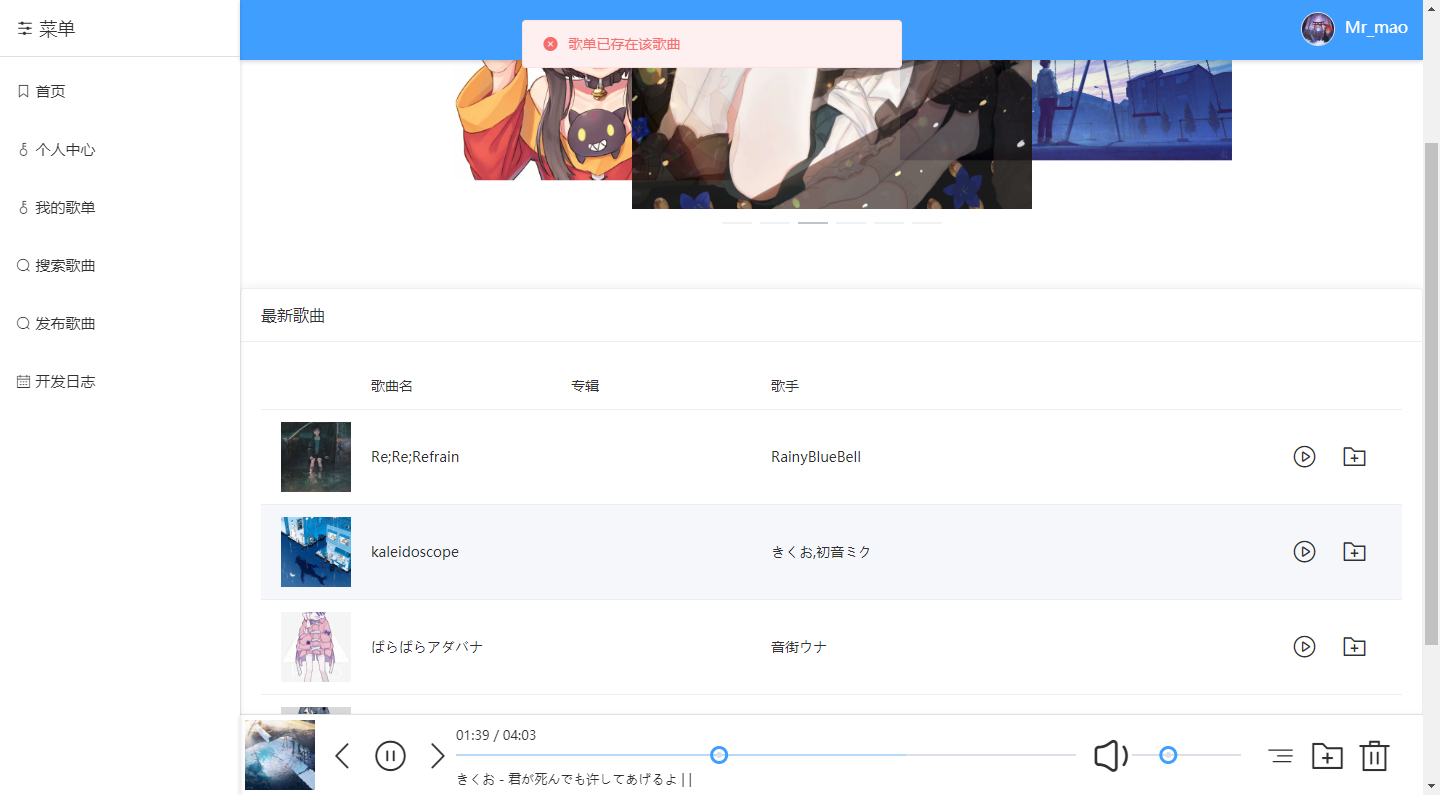 菜单
歌单已存在该歌曲
Mr_mao
首页
个人中心
我的歌单
搜索歌曲
发布歌曲
开发日志
最新歌曲
歌曲名 专辑 歌手
Re;Re;Refrain RainyBlueBell
kaleidoscope きくお,初音ミク
ばらばらアダバナ 音街ウナ
01:39 / 04:03
きくお - 君が死んでも许してあげるよ | |